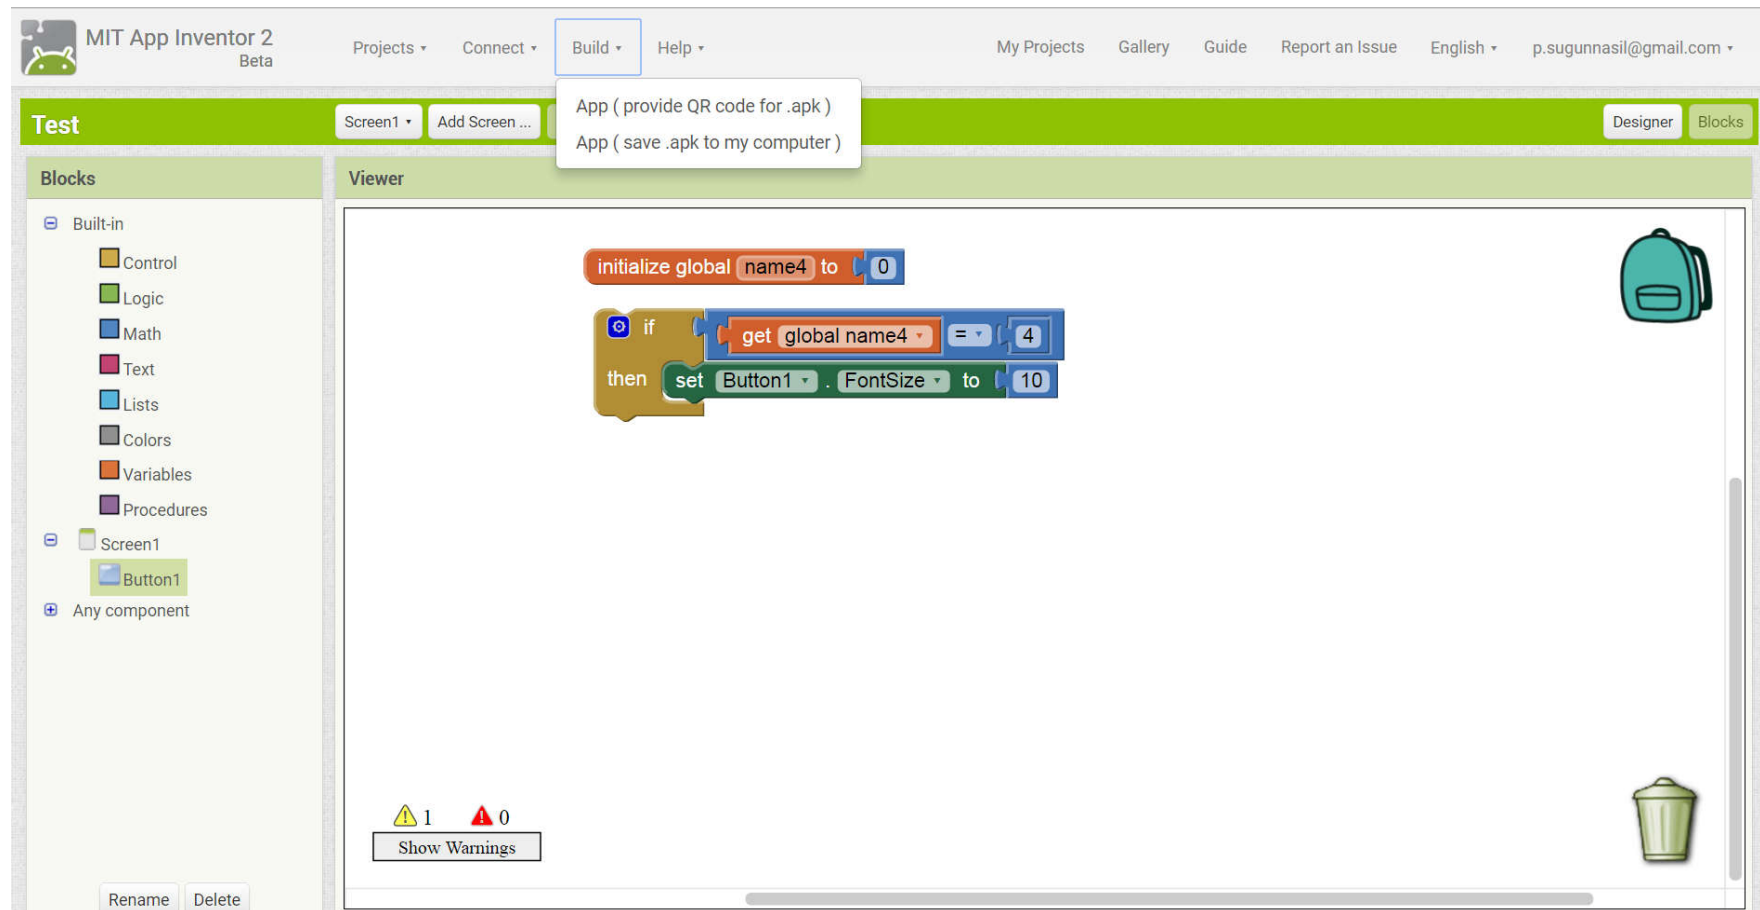 MIT App Inventor 2
Beta
Projects Connect Build Help My Projects Gallery Guide Report an Issue English p.sugunnasil@gmail.com
App ( provide QR code for .apk )
App ( save .apk to my computer )
Test Screen1 Add Screen ... Designer Blocks
Blocks Viewer
Built-in
Control
Logic
Math
Text
Lists
Colors
Variables
Procedures
Screen1
Button1
Any component
initialize global name4 to 0
if get global name4 = 4
then set Button1 . FontSize to 10
1 0
Show Warnings
Rename Delete